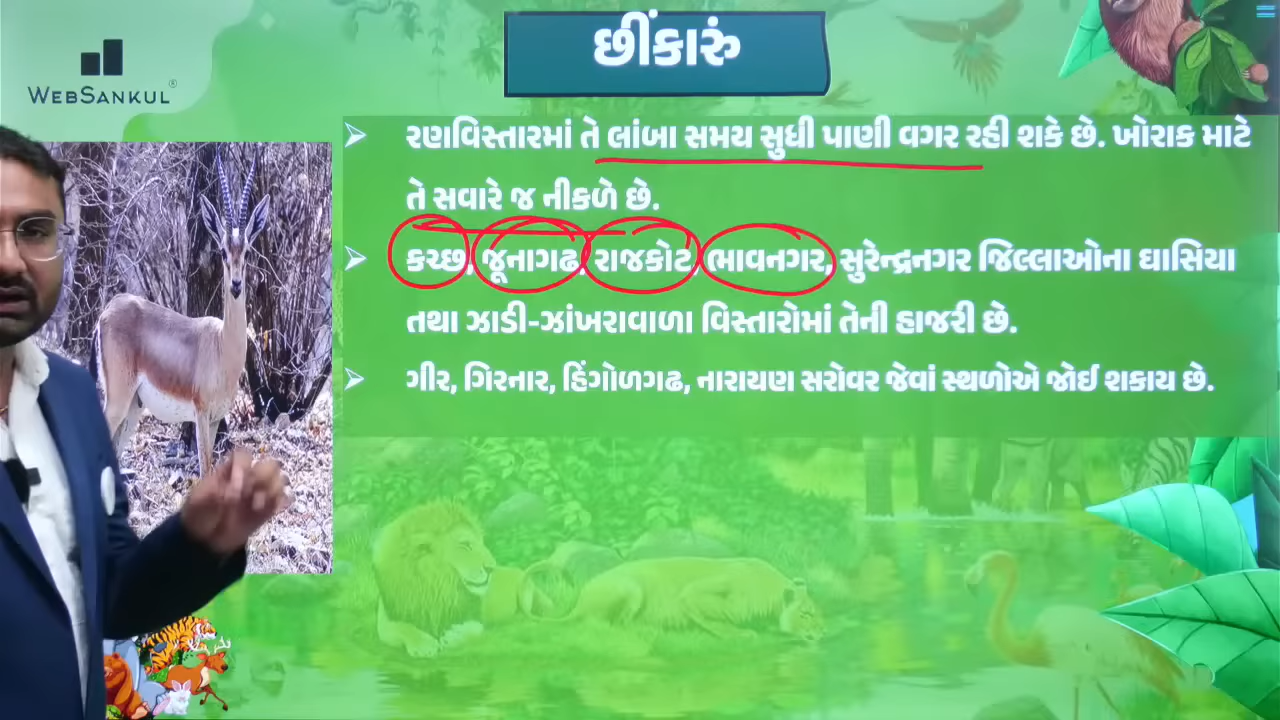 છીંકારું
WEBSANKUL®
રણવિસ્તારમાં તે લાંબા સમય સુધી પાણી વગર રહી શકે છે. ખોરાક માટે
તે સવારે જ નીકળે છે.
કચ્છ, જૂનાગઢ, રાજકોટ, ભાવનગર, સુરેન્દ્રનગર જિલ્લાઓના ઘાસિયા
તથા ઝાડી-ઝાંખરાવાળા વિસ્તારોમાં તેની હાજરી છે.
ગીર, ગિરનાર, હિંગોળગઢ, નારાયણ સરોવર જેવાં સ્થળોએ જોઈ શકાય છે.